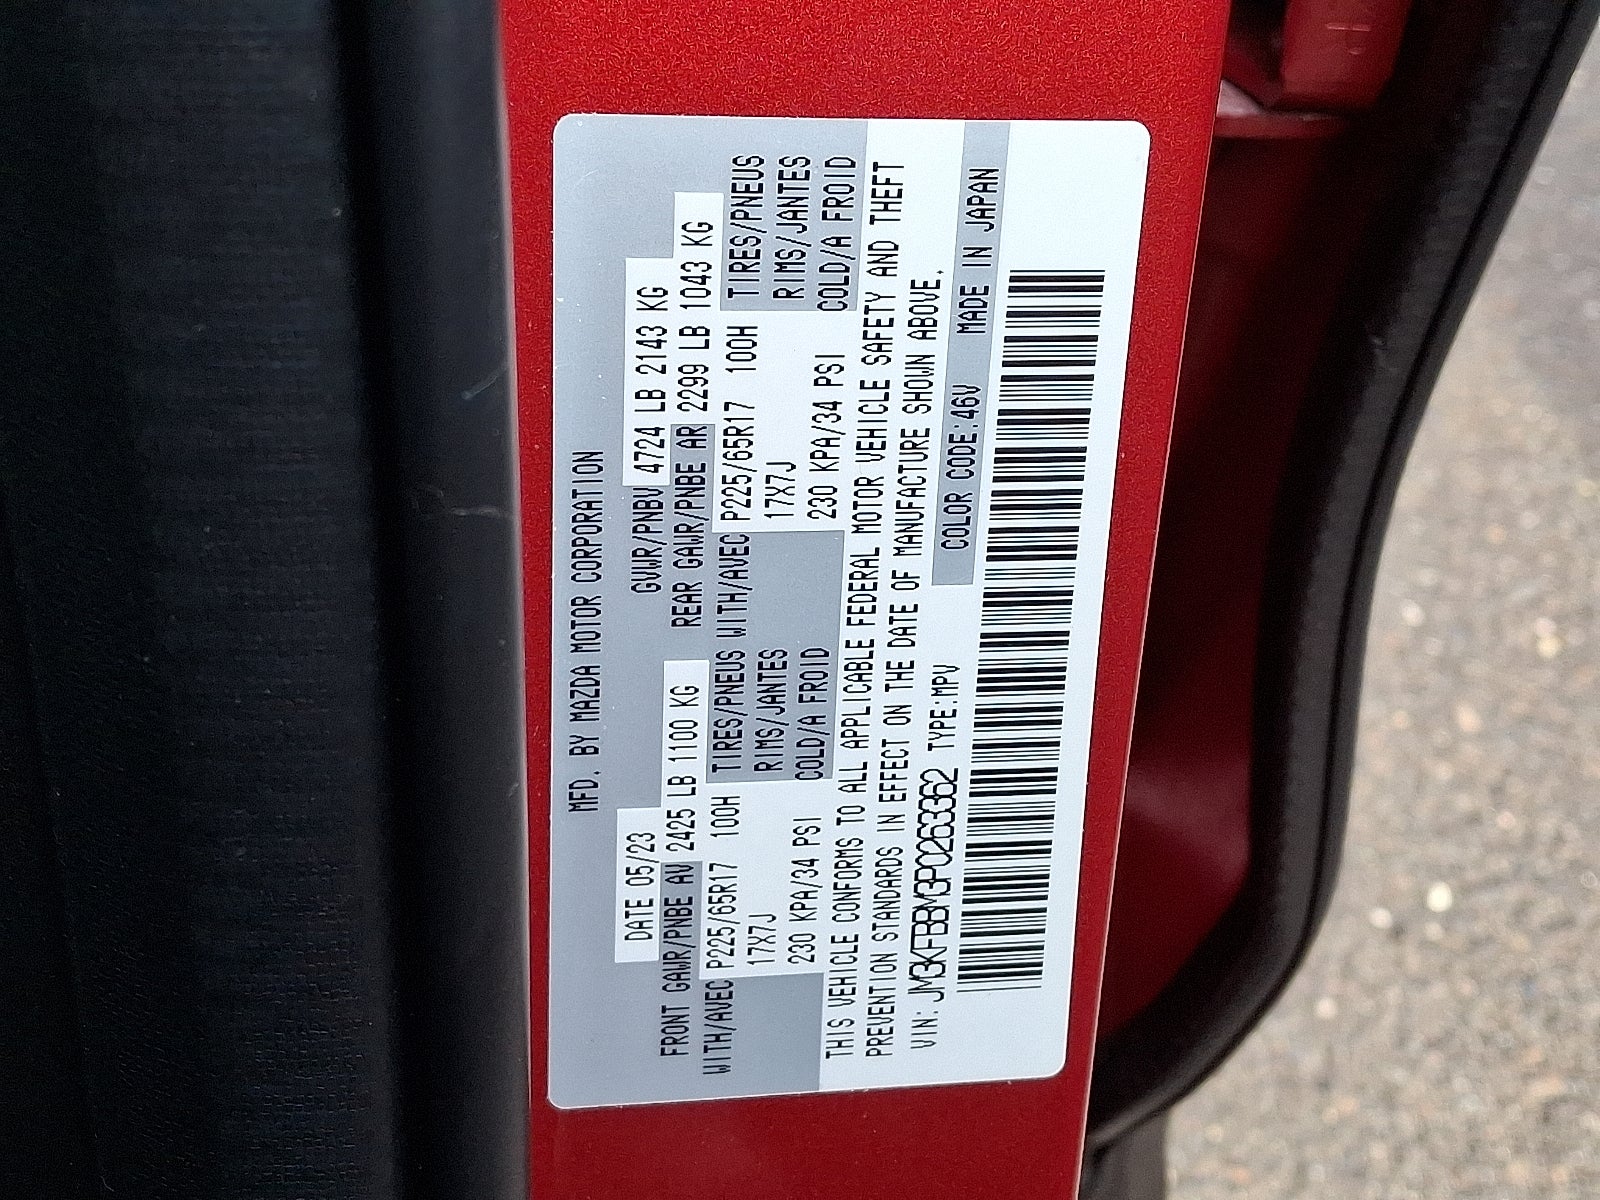 MFD. BY MAZDA MOTOR CORPORATION
DATE 05/23 GVWR/PNBV 4724 LB 2143 KG
FRONT GAWR/PNBE AV 2425 LB 1100 KG REAR GAWR/PNBE AR 2299 LB 1043 KG
WITH/AVEC P225/65R17 100H TIRES/PNEUS WITH/AVEC P225/65R17 100H TIRES/PNEUS
17X7J RIMS/JANTES 17X7J RIMS/JANTES
230 KPA/34 PSI COLD/A FROID 230 KPA/34 PSI COLD/A FROID
THIS VEHICLE CONFORMS TO ALL APPLICABLE FEDERAL MOTOR VEHICLE SAFETY AND THEFT
PREVENTION STANDARDS IN EFFECT ON THE DATE OF MANUFACTURE SHOWN ABOVE.
VIN: JM3KFBBM3P0263362 TYPE:MPV COLOR CODE:46V MADE IN JAPAN